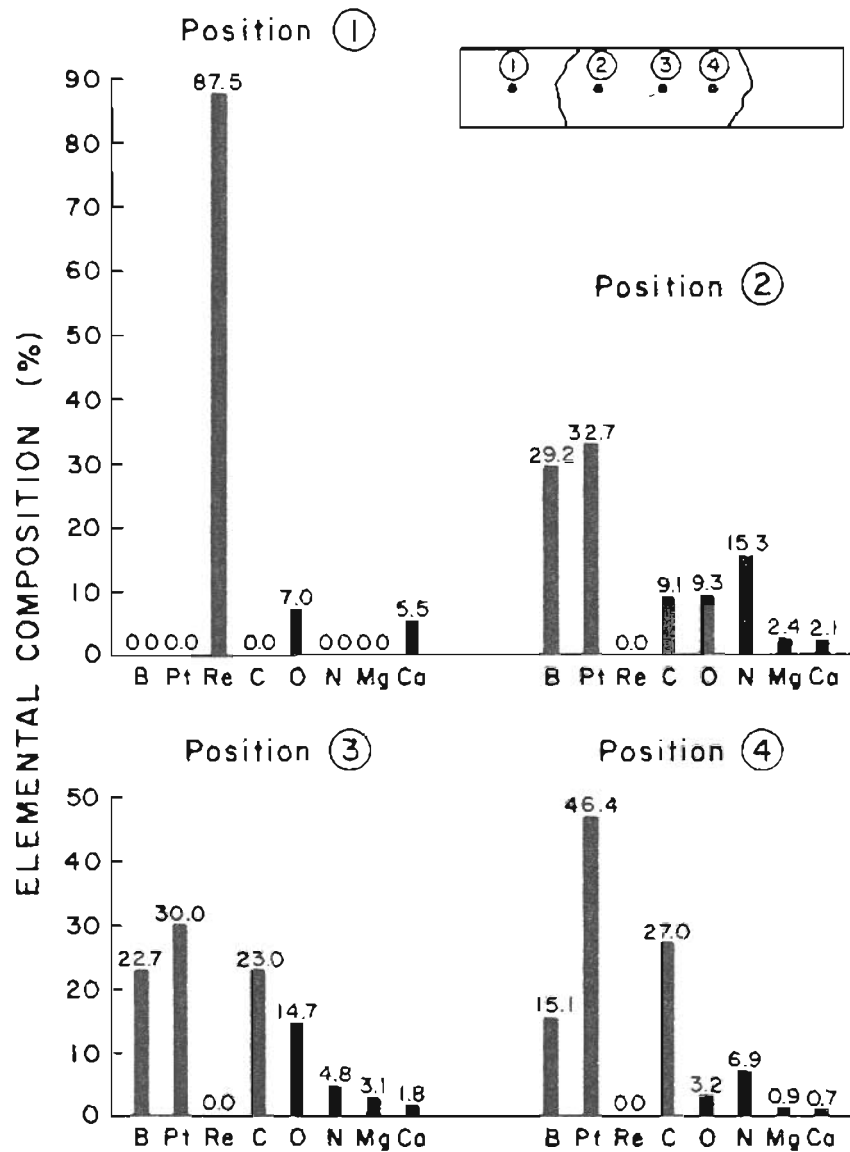 Position ①
① ② ③ ④
ELEMENTAL COMPOSITION (%)
90
80
70
60
50
40
30
20
10
0
87.5
0.0 0.0 0.0 7.0 0.0 0.0 5.5
B Pt Re C O N Mg Ca
Position ②
29.2 32.7 0.0 9.1 9.3 15.3 2.4 2.1
B Pt Re C O N Mg Ca
Position ③
50
40
30
20
10
0
22.7 30.0 0.0 23.0 14.7 4.8 3.1 1.8
B Pt Re C O N Mg Ca
Position ④
15.1 46.4 0.0 27.0 3.2 6.9 0.9 0.7
B Pt Re C O N Mg Ca